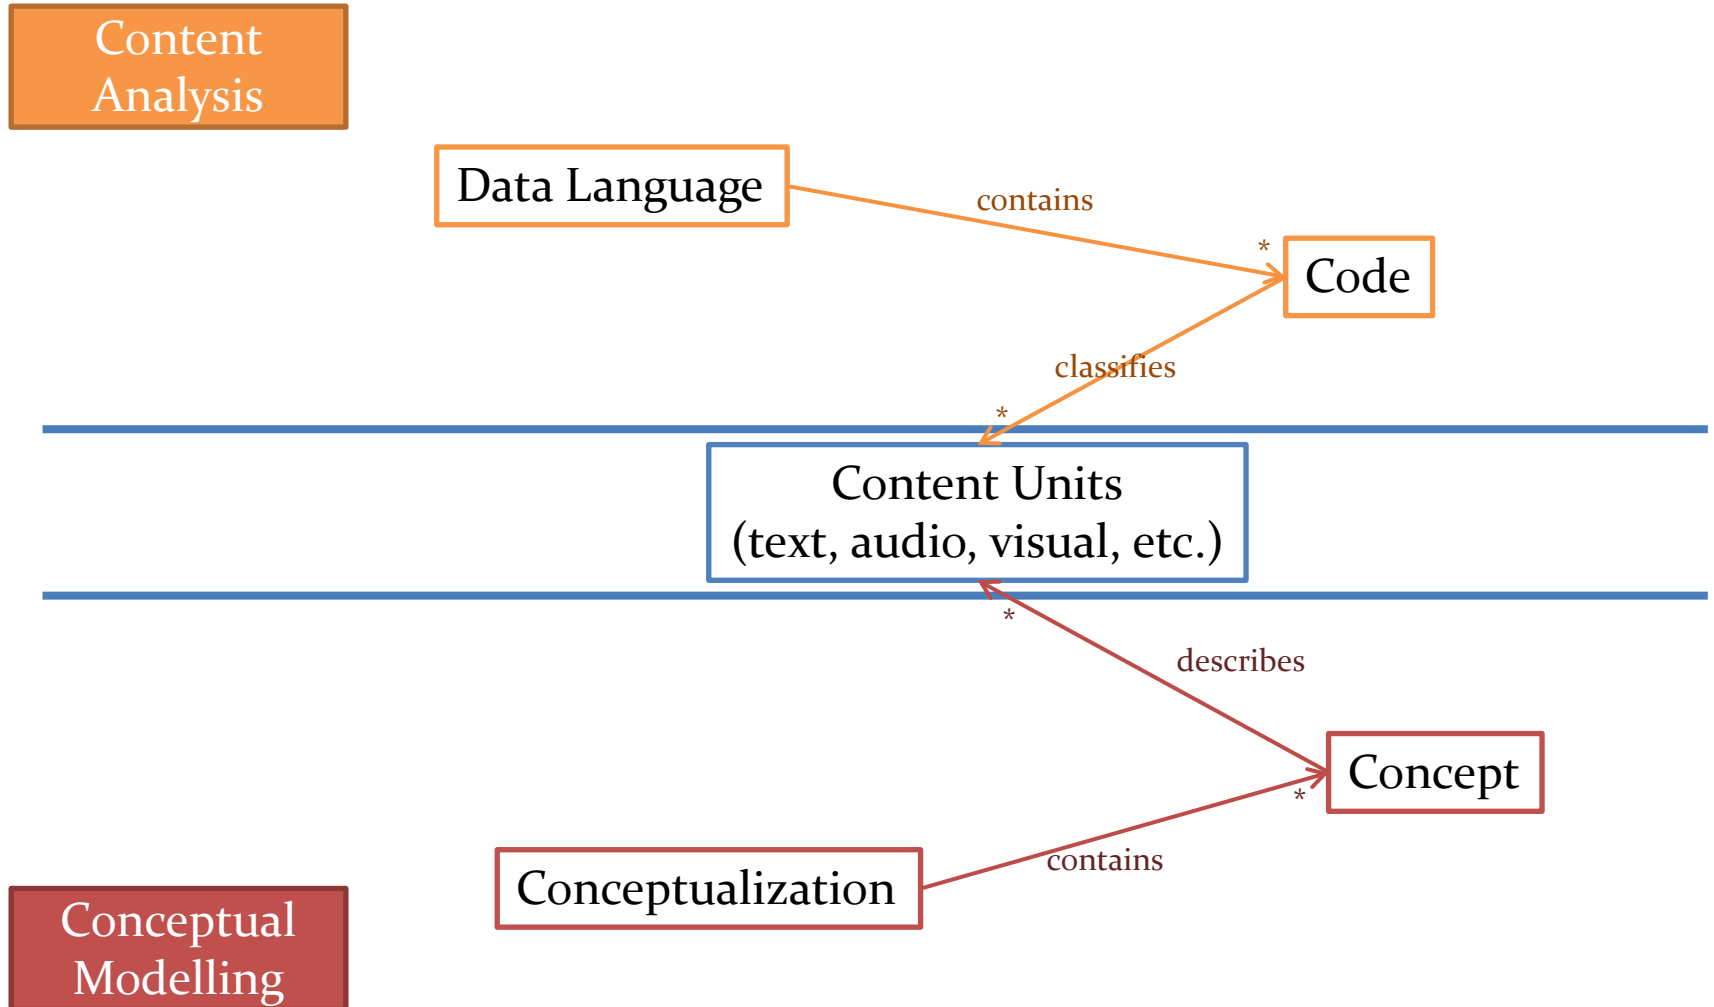 Content
Analysis
Data Language
contains
*
Code
classifies
*
Content Units
(text, audio, visual, etc.)
*
describes
Concept
*
contains
Conceptualization
Conceptual
Modelling